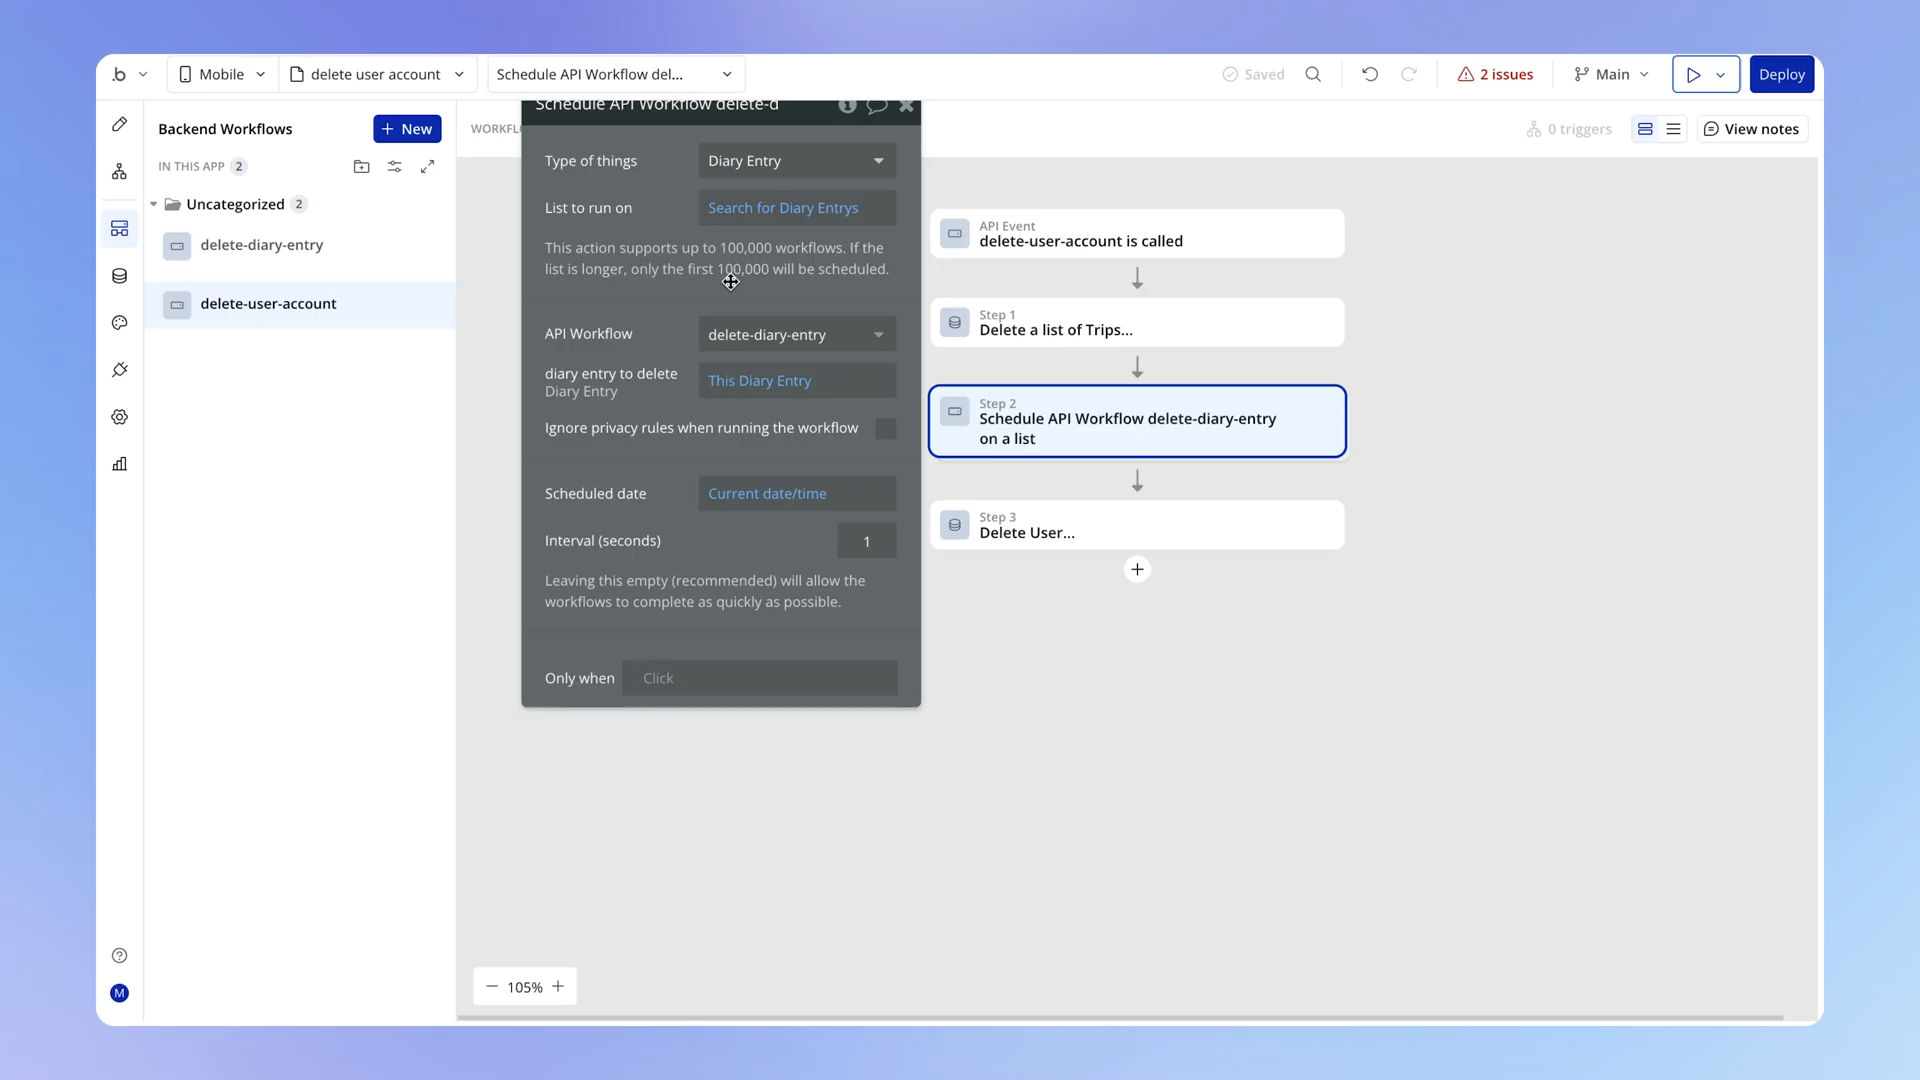 .b
Mobile
delete user account
Schedule API Workflow del...
Saved
2 issues
Main
Deploy
Backend Workflows
+ New
IN THIS APP 2
Uncategorized 2
delete-diary-entry
delete-user-account
M
WORKFL
0 triggers
View notes
Schedule API Workflow delete-d
Type of things
Diary Entry
List to run on
Search for Diary Entrys
This action supports up to 100,000 workflows. If the
list is longer, only the first 100,000 will be scheduled.
API Workflow
delete-diary-entry
diary entry to delete
Diary Entry
This Diary Entry
Ignore privacy rules when running the workflow
Scheduled date
Current date/time
Interval (seconds)
1
Leaving this empty (recommended) will allow the
workflows to complete as quickly as possible.
Only when
Click
API Event
delete-user-account is called
Step 1
Delete a list of Trips...
Step 2
Schedule API Workflow delete-diary-entry
on a list
Step 3
Delete User...
105%